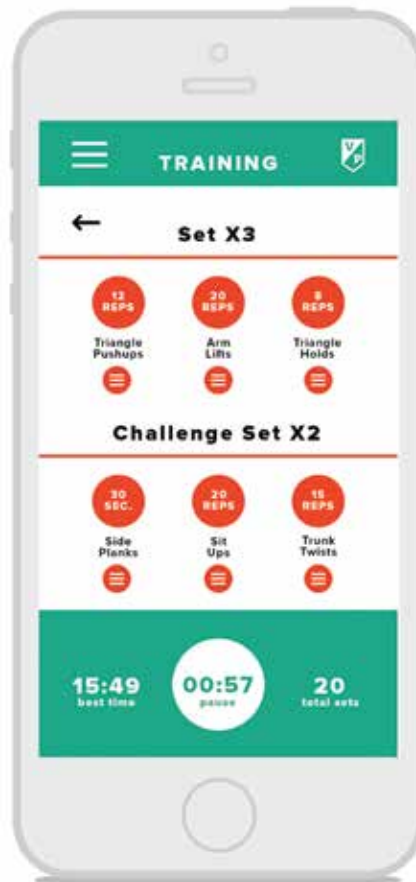 TRAINING
VP
Set X3
12 REPS
20 REPS
8 REPS
Triangle Pushups
Arm Lifts
Triangle Holds
Challenge Set X2
30 SEC.
20 REPS
15 REPS
Side Planks
Sit Ups
Trunk Twists
15:49
best time
00:57
pause
20
total sets